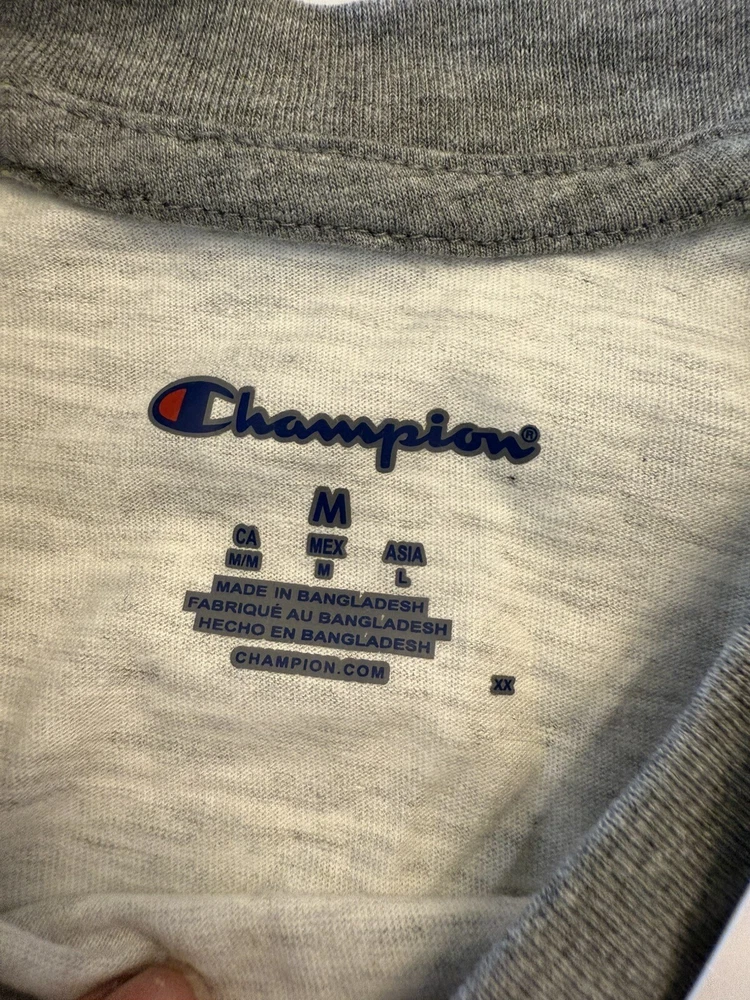 Champion®
M
CA MEX ASIA
M/M M L
MADE IN BANGLADESH
FABRIQUÉ AU BANGLADESH
HECHO EN BANGLADESH
CHAMPION.COM
XX